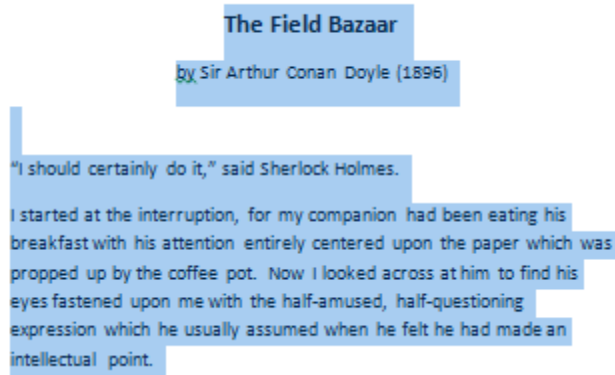 The Field Bazaar
by Sir Arthur Conan Doyle (1896)
“I should certainly do it,” said Sherlock Holmes.
I started at the interruption, for my companion had been eating his
breakfast with his attention entirely centered upon the paper which was
propped up by the coffee pot. Now I looked across at him to find his
eyes fastened upon me with the half-amused, half-questioning
expression which he usually assumed when he felt he had made an
intellectual point.